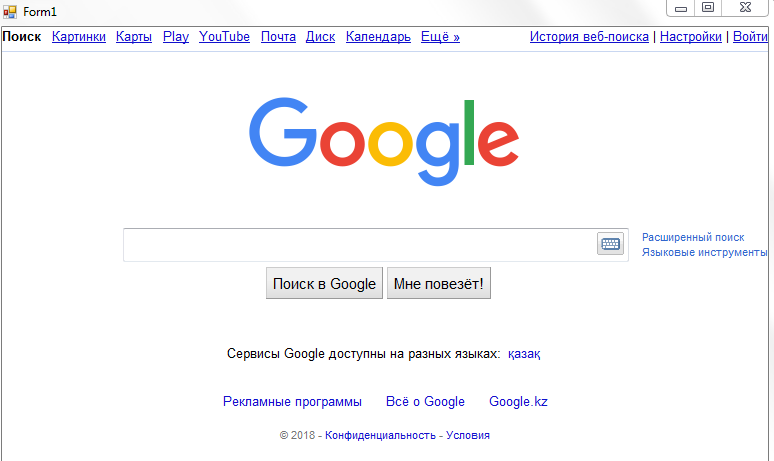 Form1
Поиск Картинки Карты Play YouTube Почта Диск Календарь Ещё » История веб-поиска | Настройки | Войти
Google
Расширенный поиск
Языковые инструменты
Поиск в Google Мне повезёт!
Сервисы Google доступны на разных языках: қазақ
Рекламные программы Всё о Google Google.kz
© 2018 - Конфиденциальность - Условия